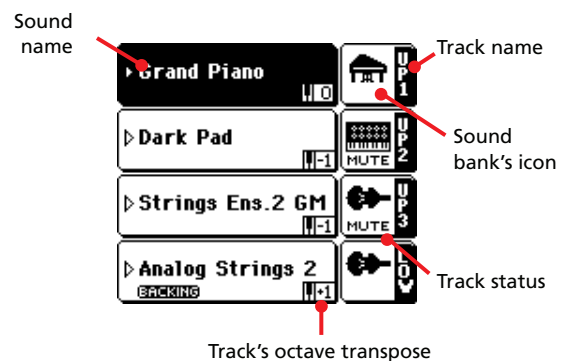 Sound
name
Track name
Grand Piano
0
UP1
Dark Pad
-1
MUTE
UP2
Sound
bank's icon
Strings Ens.2 GM
-1
MUTE
UP3
Analog Strings 2
BACKING
+1
LOW
Track status
Track's octave transpose